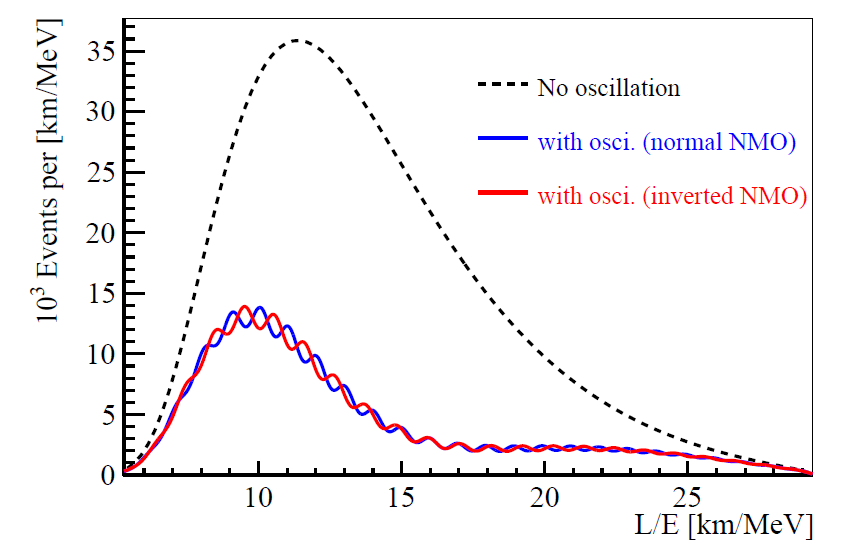 10³ Events per [km/MeV]
35
30
25
20
15
10
5
0
No oscillation
with osci. (normal NMO)
with osci. (inverted NMO)
10 15 20 25
L/E [km/MeV]